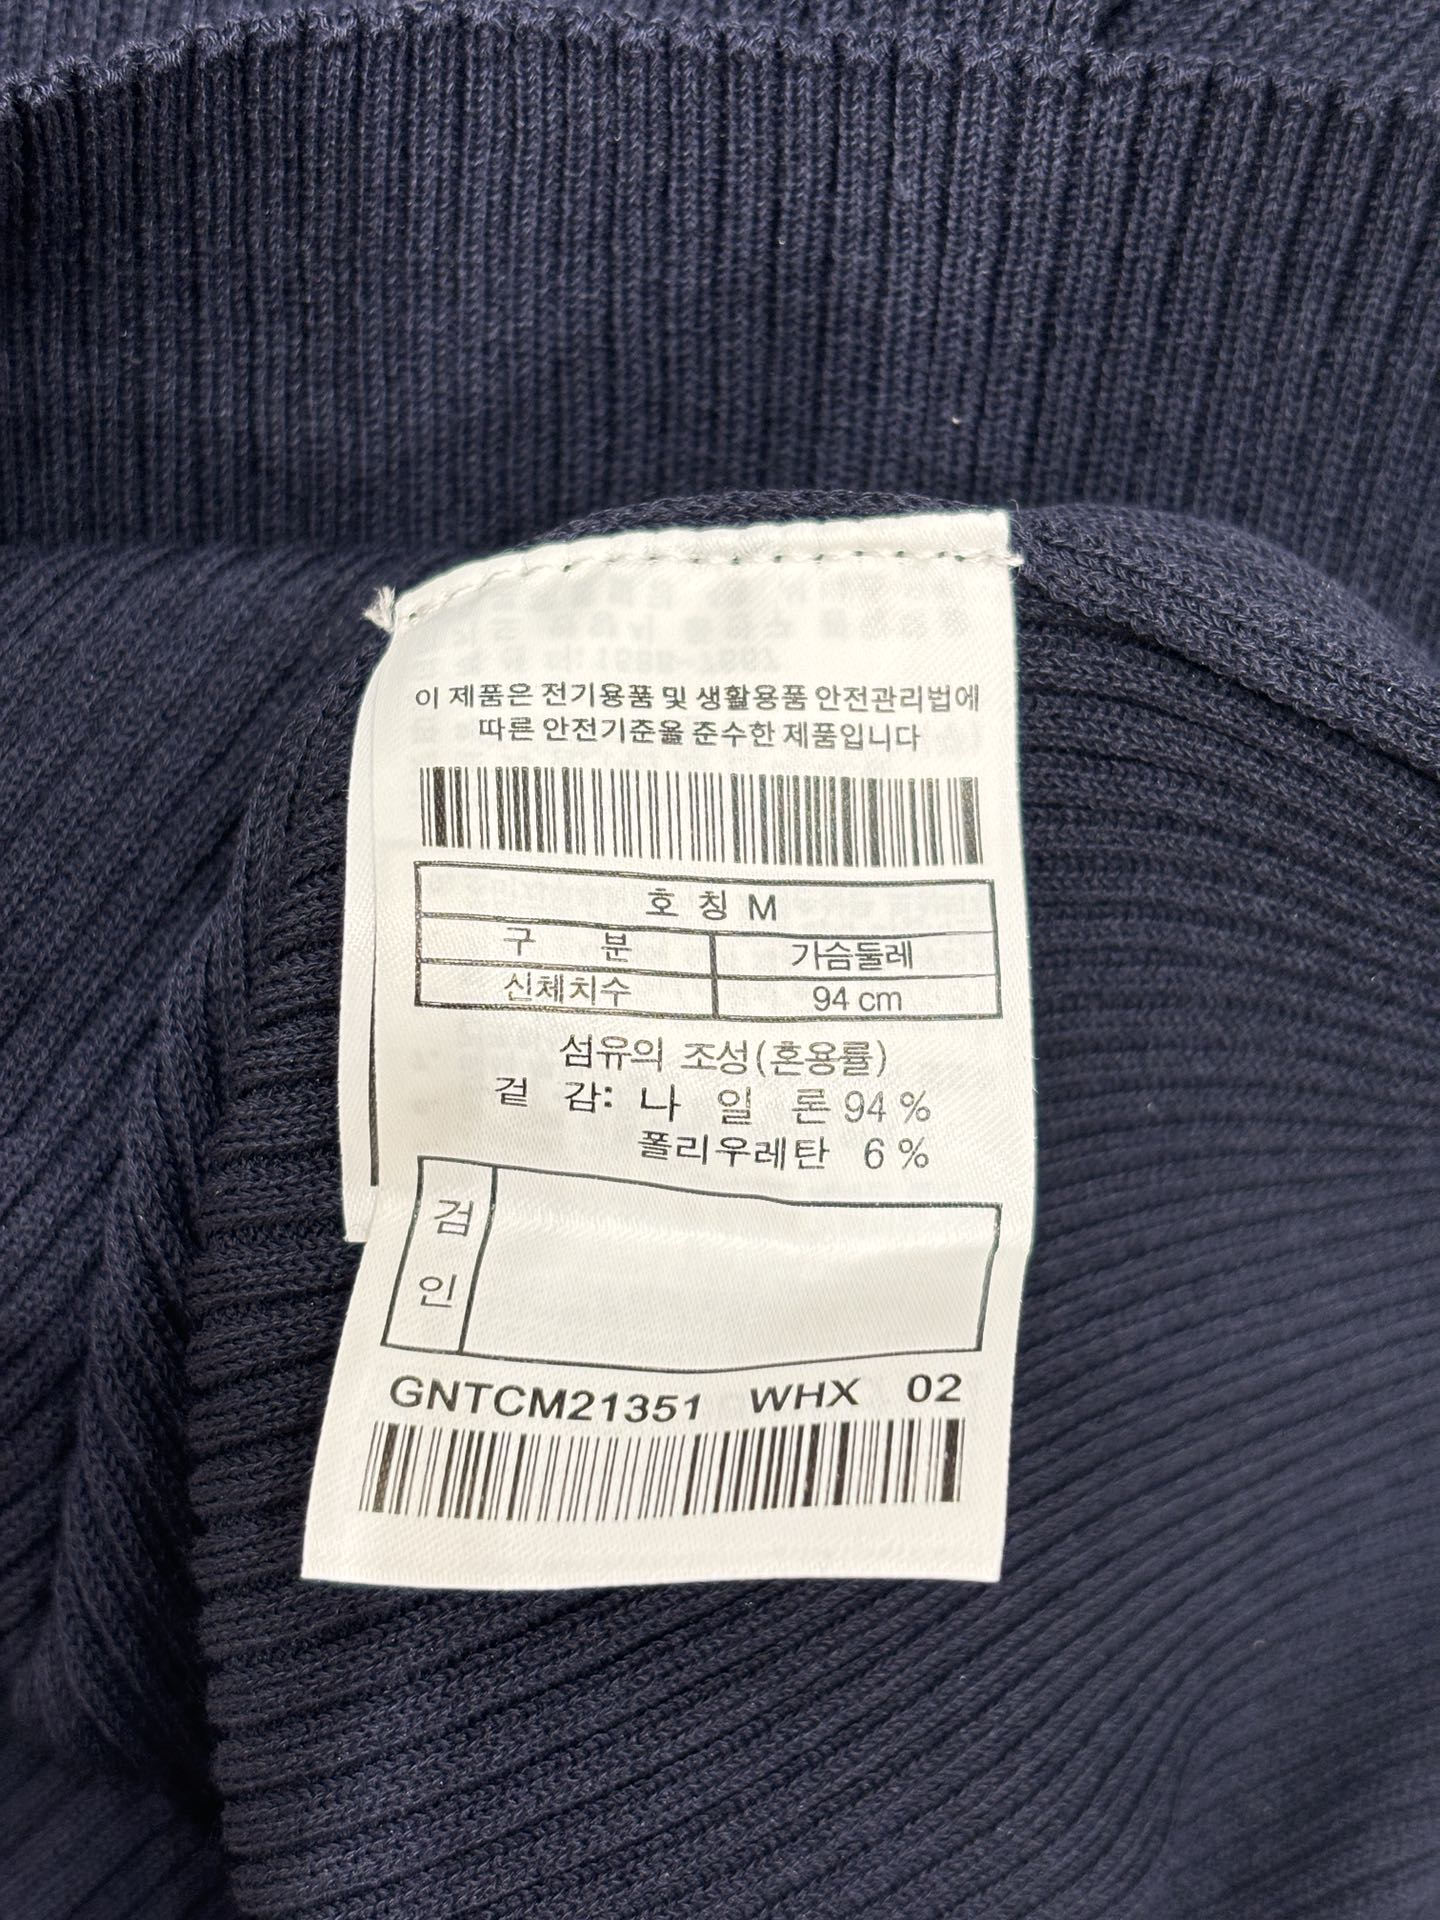 이 제품은 전기용품 및 생활용품 안전관리법에
따른 안전기준을 준수한 제품입니다
호 칭 M
구 분 가슴둘레
신체치수 94 cm
섬유의 조성(혼용률)
겉 감: 나 일 론 94 %
폴리우레탄 6 %
검
인
GNTCM21351 WHX 02